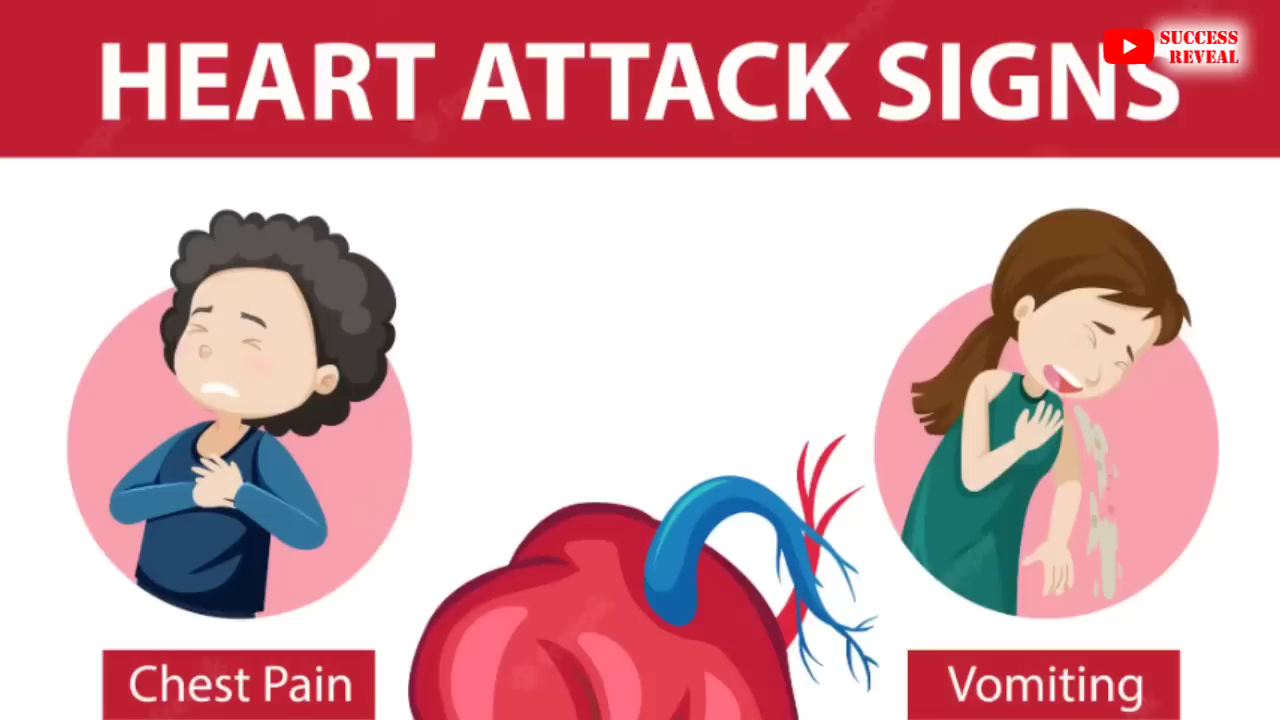 HEART ATTACK SIGNS
SUCCESS
REVEAL
Chest Pain
Vomiting